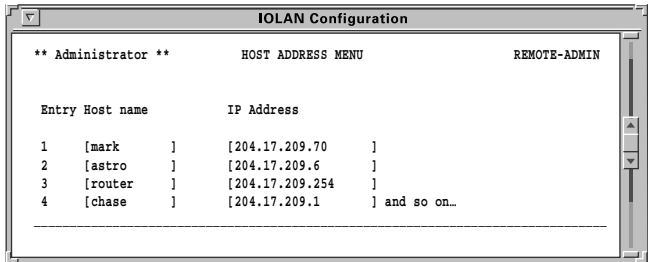 IOLAN Configuration
** Administrator ** HOST ADDRESS MENU REMOTE-ADMIN
Entry Host name IP Address
1 [mark ] [204.17.209.70 ]
2 [astro ] [204.17.209.6 ]
3 [router ] [204.17.209.254 ]
4 [chase ] [204.17.209.1 ] and so on…